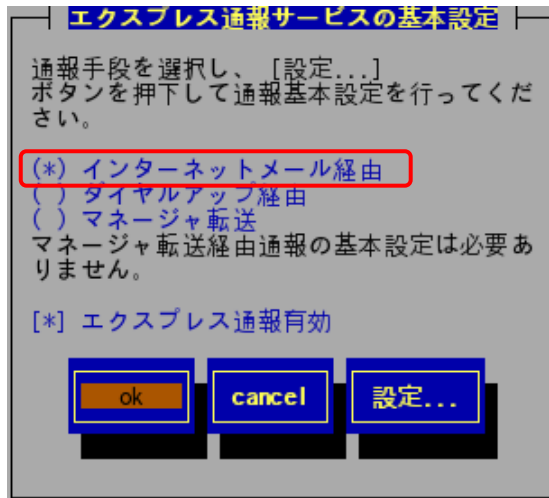 エクスプレス通報サービスの基本設定
通報手段を選択し、 [設定...]
ボタンを押下して通報基本設定を行ってくだ
さい。
(*) インターネットメール経由
( ) ダイヤルアップ経由
( ) マネージャ転送
マネージャ転送経由通報の基本設定は必要あ
りません。
[*] エクスプレス通報有効
ok cancel 設定...